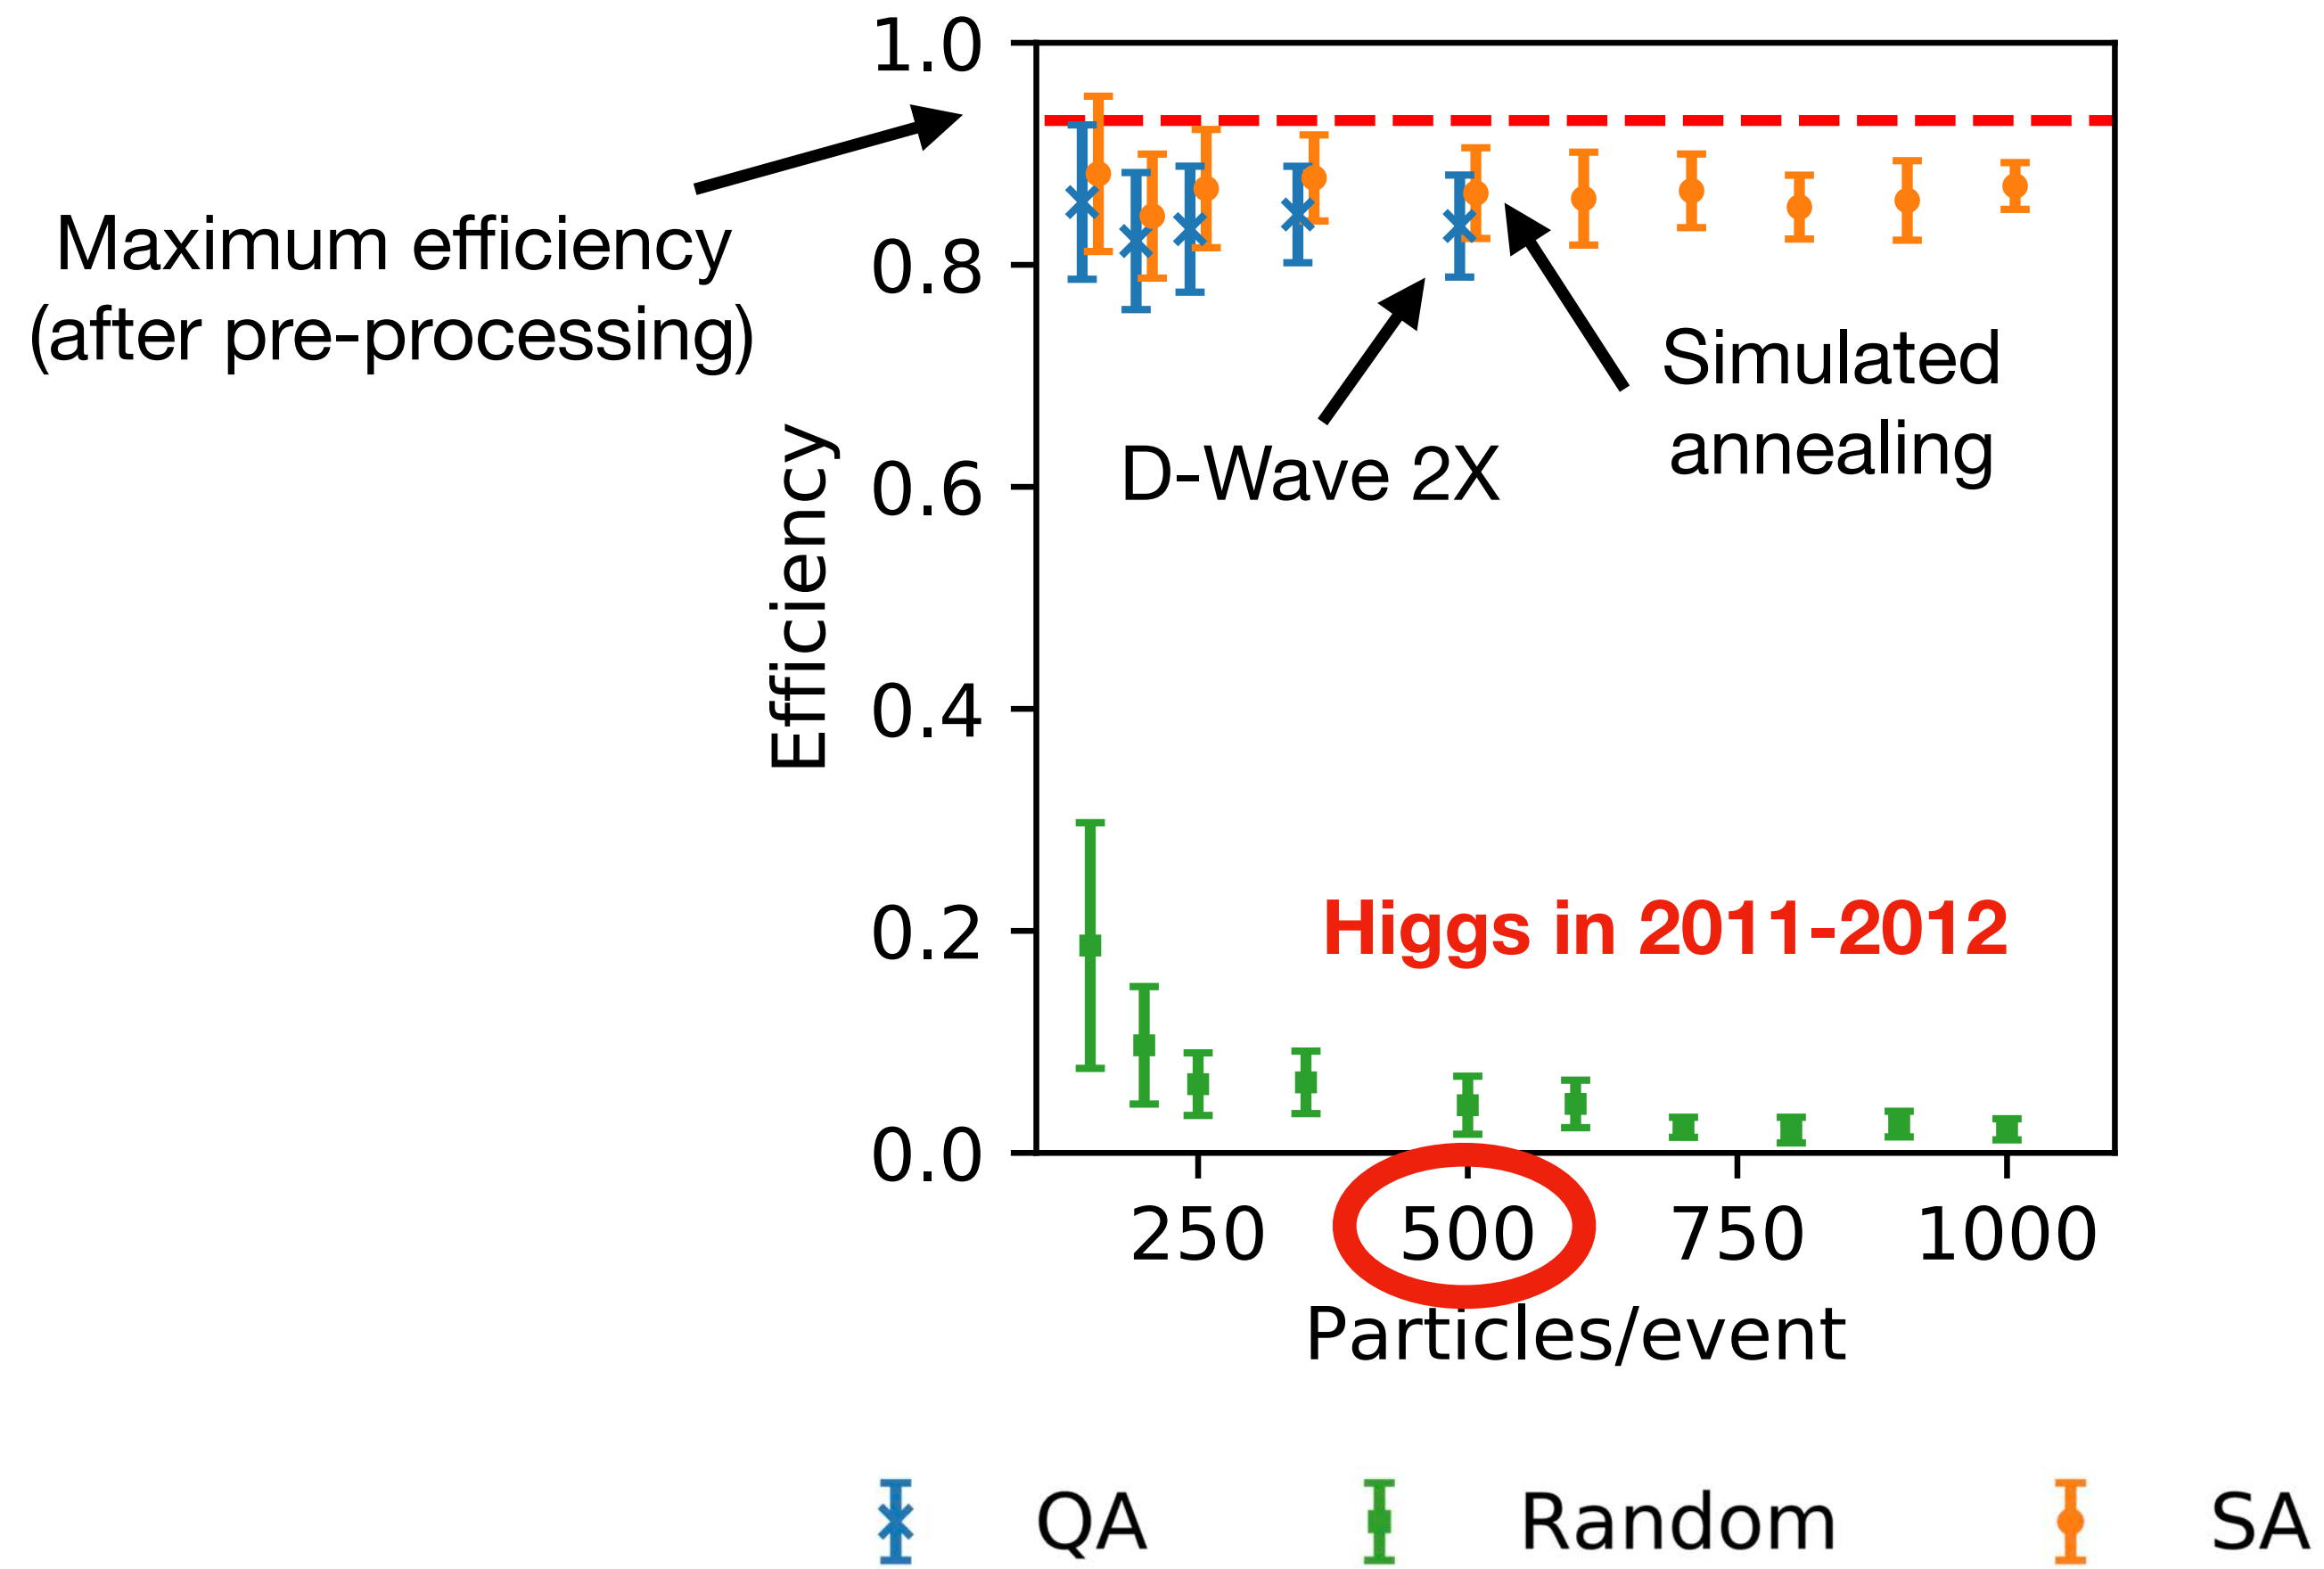 1.0
Maximum efficiency
(after pre-processing)
0.8
Simulated
annealing
D-Wave 2X
0.6
Efficiency
0.4
0.2
Higgs in 2011-2012
0.0
250 500 750 1000
Particles/event
QA Random SA